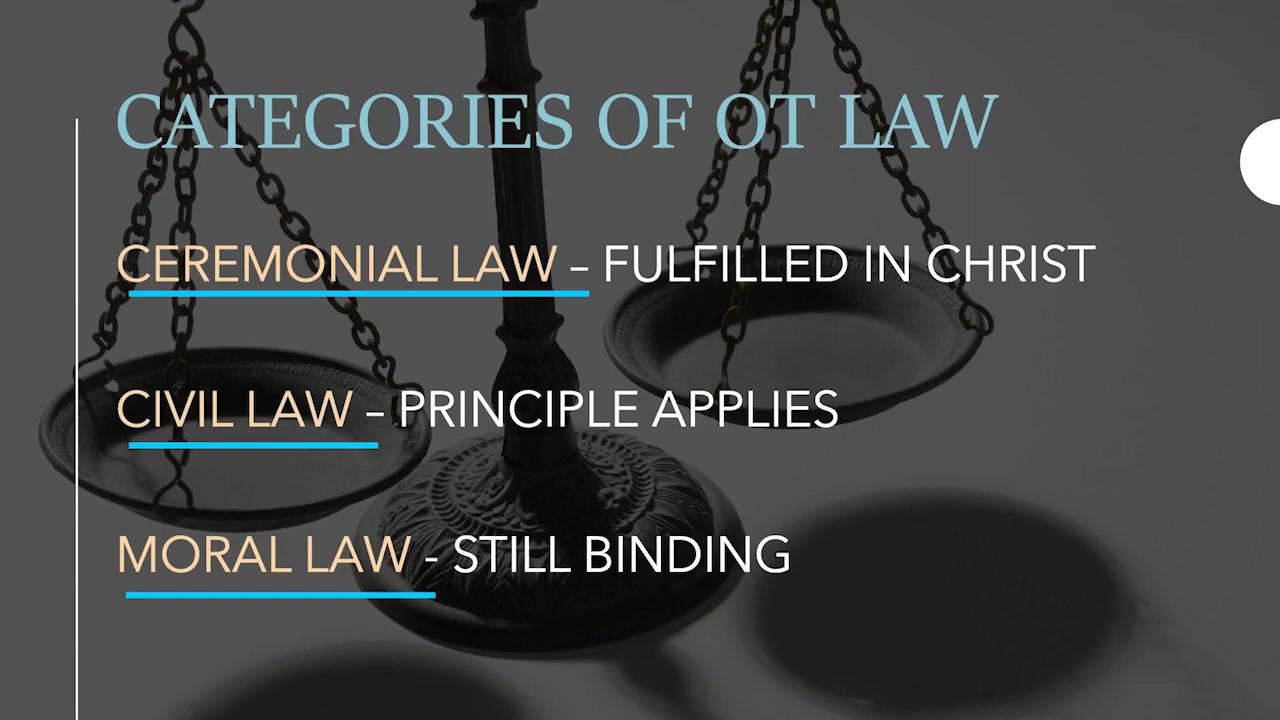 CATEGORIES OF OT LAW
CEREMONIAL LAW – FULFILLED IN CHRIST
CIVIL LAW – PRINCIPLE APPLIES
MORAL LAW - STILL BINDING